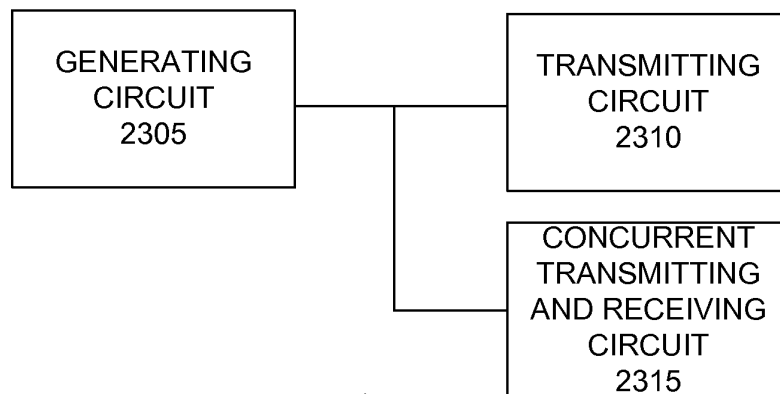 GENERATING
CIRCUIT
2305
TRANSMITTING
CIRCUIT
2310
CONCURRENT
TRANSMITTING
AND RECEIVING
CIRCUIT
2315